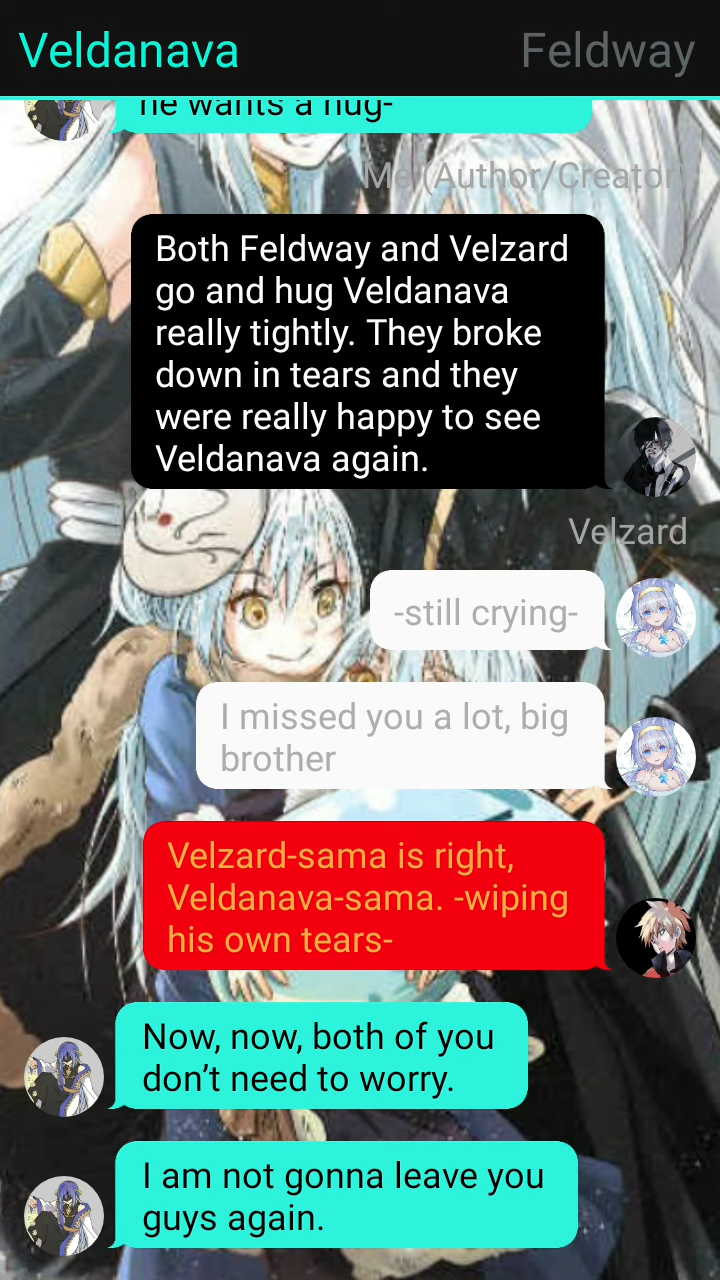 Veldanava
Feldway
he wants a hug-
Me (Author/Creator)
Both Feldway and Velzard
go and hug Veldanava
really tightly. They broke
down in tears and they
were really happy to see
Veldanava again.
Velzard
-still crying-
I missed you a lot, big
brother
Velzard-sama is right,
Veldanava-sama. -wiping
his own tears-
Now, now, both of you
don’t need to worry.
I am not gonna leave you
guys again.